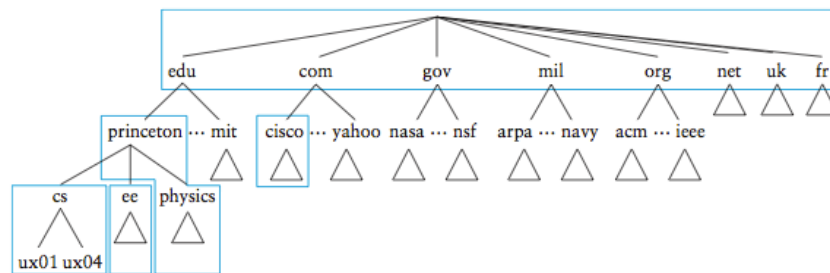 edu com gov mil org net uk fr
princeton ... mit cisco ... yahoo nasa ... nsf arpa ... navy acm ... ieee
cs ee physics
ux01 ux04